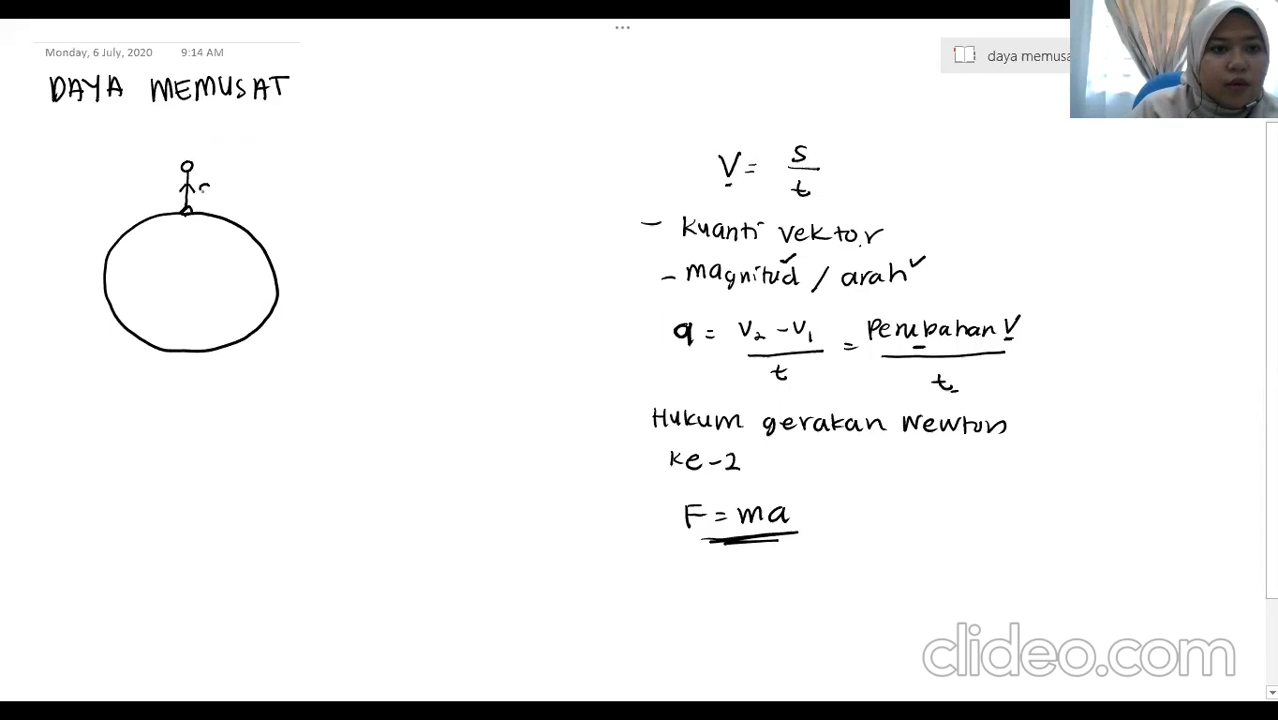 Monday, 6 July, 2020 9:14 AM
daya memusa
DAYA MEMUSAT
V = s/t
- kuanti vektor
- magnitud / arah
a = V₂ - V₁ / t = Perubahan V / t
Hukum gerakan Newton
ke-2
F = ma
clideo.com